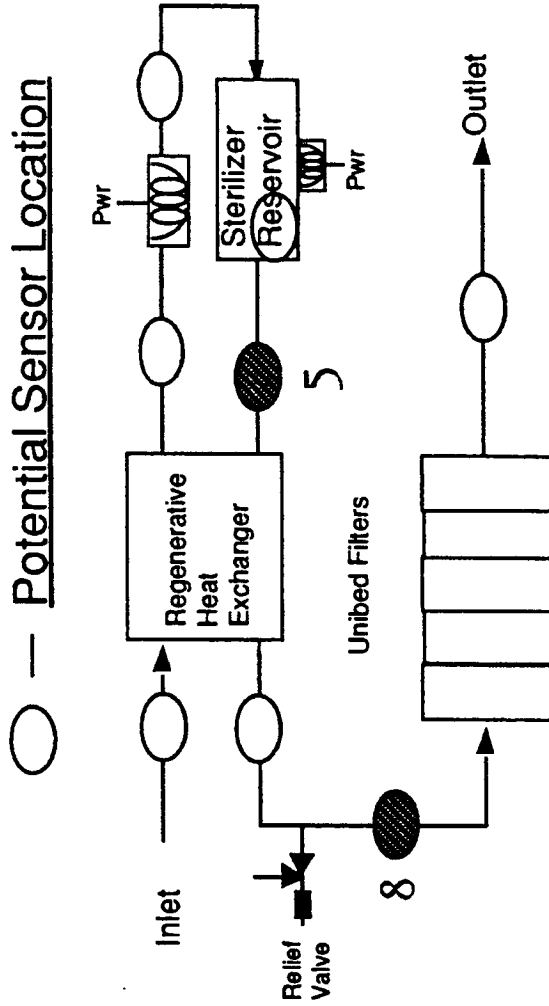 — Potential Sensor Location
Pwr
Sterilizer
Reservoir
Pwr
5
Regenerative
Heat
Exchanger
Inlet
Relief
Valve
8
Unibed Filters
Outlet